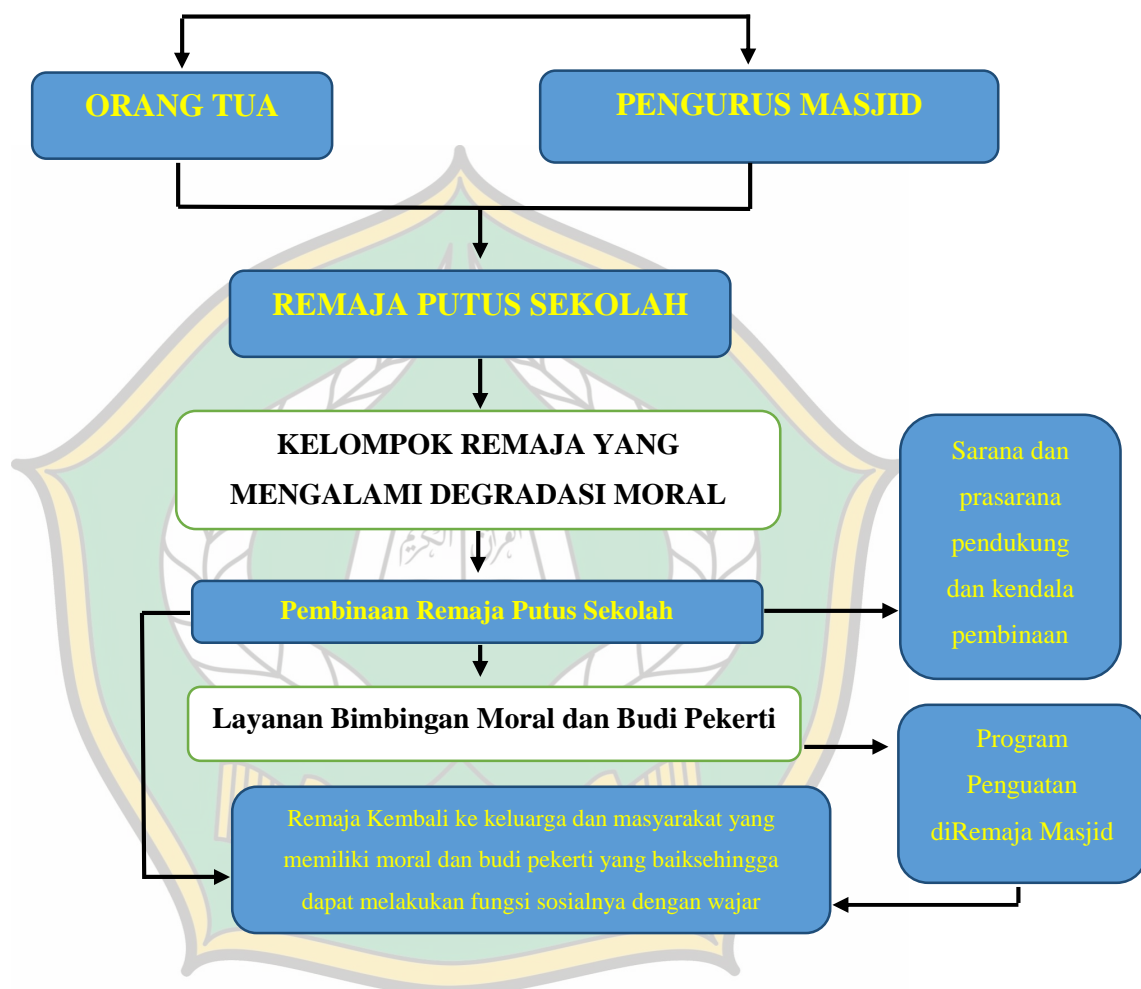 ORANG TUA
PENGURUS MASJID
REMAJA PUTUS SEKOLAH
KELOMPOK REMAJA YANG
MENGALAMI DEGRADASI MORAL
Sarana dan
prasarana
pendukung
dan kendala
pembinaan
القرآن الكريم
Pembinaan Remaja Putus Sekolah
Layanan Bimbingan Moral dan Budi Pekerti
Program
Penguatan
diRemaja Masjid
Remaja Kembali ke keluarga dan masyarakat yang
memiliki moral dan budi pekerti yang baiksehingga
dapat melakukan fungsi sosialnya dengan wajar